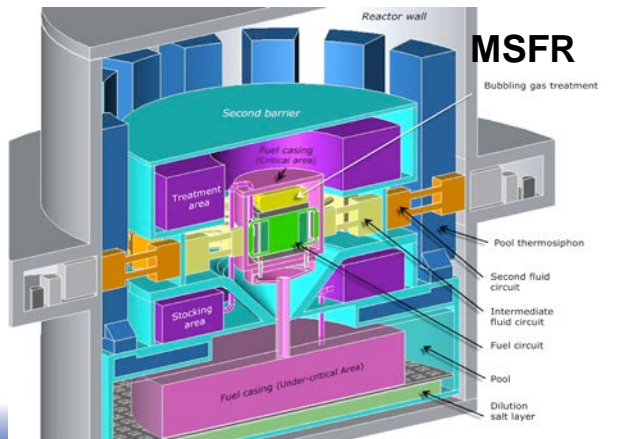 Reactor wall
MSFR
Bubbling gas treatment
Second barrier
Fuel casing
(Critical area)
Treatment
area
Pool thermosiphon
Second fluid
circuit
Intermediate
fluid circuit
Stocking
area
Fuel circuit
Pool
Fuel casing (Under-critical Area)
Dilution
salt layer